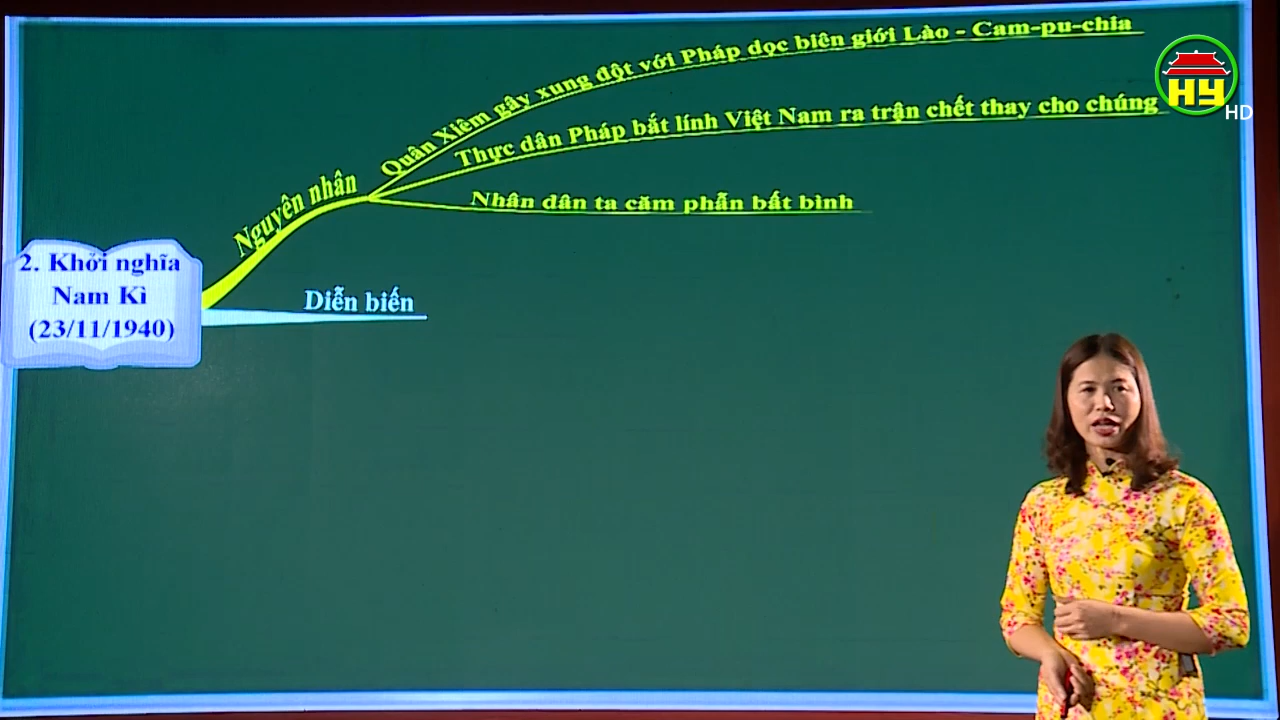 Quân Xiêm gây xung đột với Pháp dọc biên giới Lào - Cam-pu-chia
HY
HD
Thực dân Pháp bắt lính Việt Nam ra trận chết thay cho chúng
Nguyên nhân
Nhân dân ta căm phẫn bất bình
2. Khởi nghĩa
Nam Kì
(23/11/1940)
Diễn biến